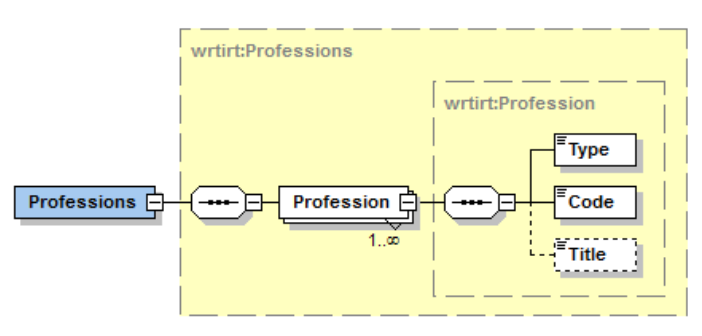 wrtirt:Professions
wrtirt:Profession
Type
Professions
Profession
Code
1..∞
Title